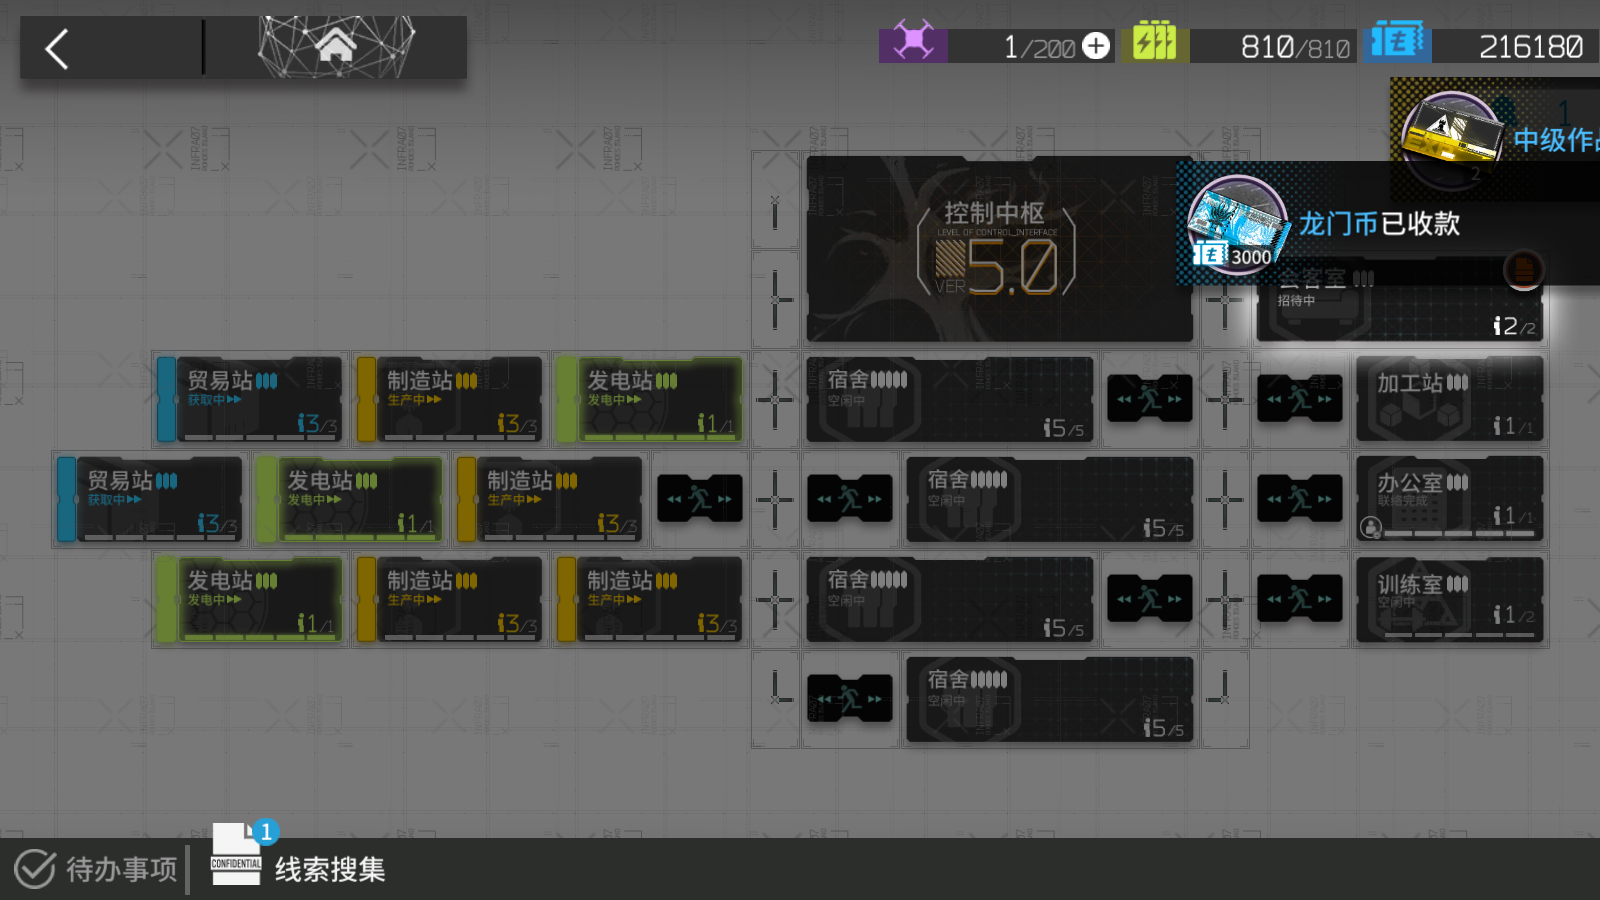 1/200
810/810
216180
1
中级作
2
龙门币已收款
3000
控制中枢
LEVEL OF CONTROL_INTERFACE
VER 5.0
会客室
招待中
2/2
贸易站
获取中
3/3
制造站
生产中
3/3
发电站
发电中
1/1
宿舍
空闲中
5/5
加工站
1/1
贸易站
获取中
3/3
发电站
发电中
1/1
制造站
生产中
3/3
宿舍
空闲中
5/5
办公室
联络完成
1/1
发电站
发电中
1/1
制造站
生产中
3/3
制造站
生产中
3/3
宿舍
空闲中
5/5
训练室
空闲中
1/2
宿舍
空闲中
5/5
待办事项
CONFIDENTIAL
1
线索搜集